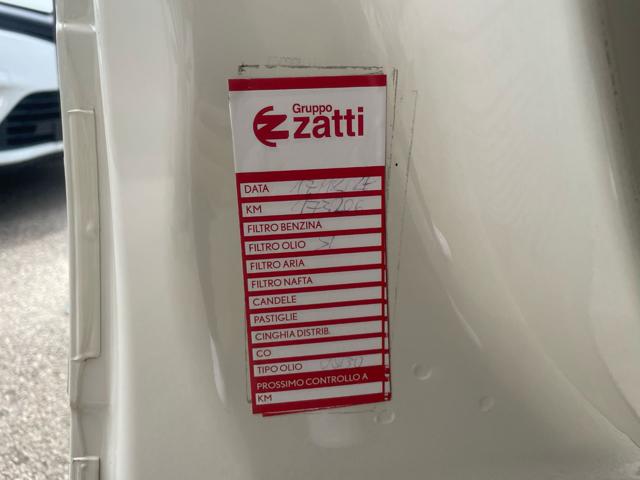 Gruppo
zatti
DATA
KM
FILTRO BENZINA
FILTRO OLIO SI
FILTRO ARIA
FILTRO NAFTA
CANDELE
PASTIGLIE
CINGHIA DISTRIB.
CO
TIPO OLIO
PROSSIMO CONTROLLO A
KM